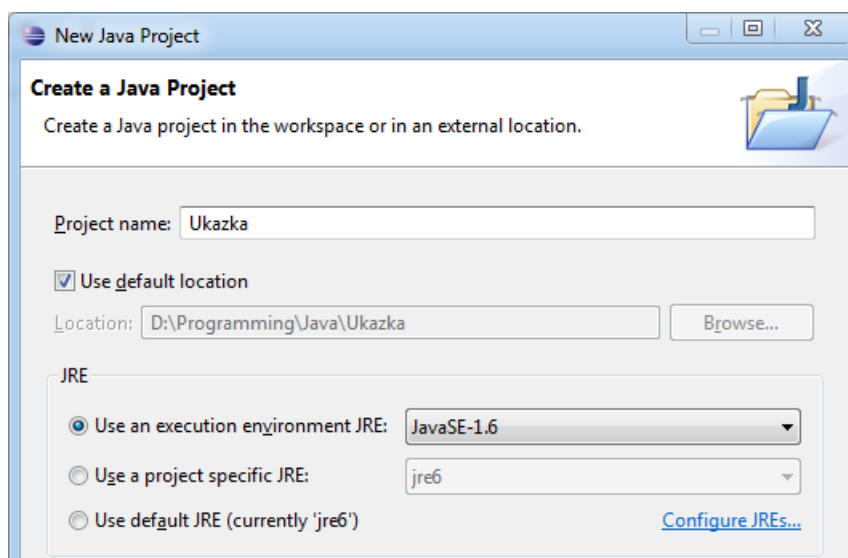 New Java Project
Create a Java Project
Create a Java project in the workspace or in an external location.
Project name: Ukazka
Use default location
Location: D:\Programming\Java\Ukazka Browse...
JRE
Use an execution environment JRE: JavaSE-1.6
Use a project specific JRE: jre6
Use default JRE (currently 'jre6') Configure JREs...